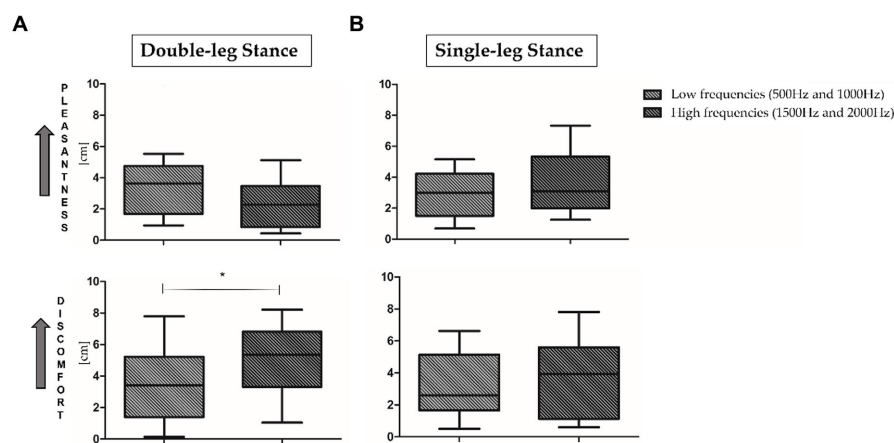 A
B
Double-leg Stance
Single-leg Stance
Low frequencies (500Hz and 1000Hz)
High frequencies (1500Hz and 2000Hz)
PLEASANTNESS
[cm]
10
8
6
4
2
0
10
8
6
4
2
0
DISCOMFORT
[cm]
*
10
8
6
4
2
0
10
8
6
4
2
0